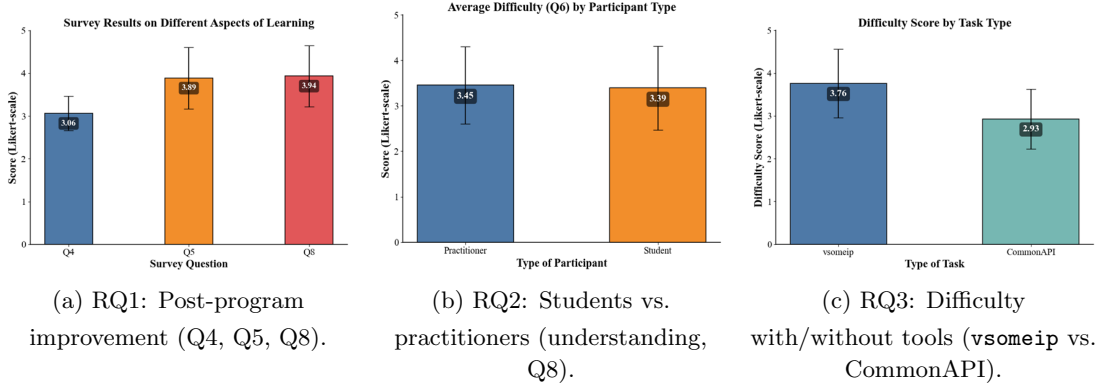 Survey Results on Different Aspects of Learning
Score (Likert-scale)
5
4
3
2
1
0
3.06
3.89
3.94
Q4
Q5
Q8
Survey Question
(a) RQ1: Post-program
improvement (Q4, Q5, Q8).
Average Difficulty (Q6) by Participant Type
Score (Likert-scale)
5
4
3
2
1
0
3.45
3.39
Practitioner
Student
Type of Participant
(b) RQ2: Students vs.
practitioners (understanding,
Q8).
Difficulty Score by Task Type
Difficulty Score (Likert-scale)
5
4
3
2
1
0
3.76
2.93
vsomeip
CommonAPI
Type of Task
(c) RQ3: Difficulty
with/without tools (vsomeip vs.
CommonAPI).